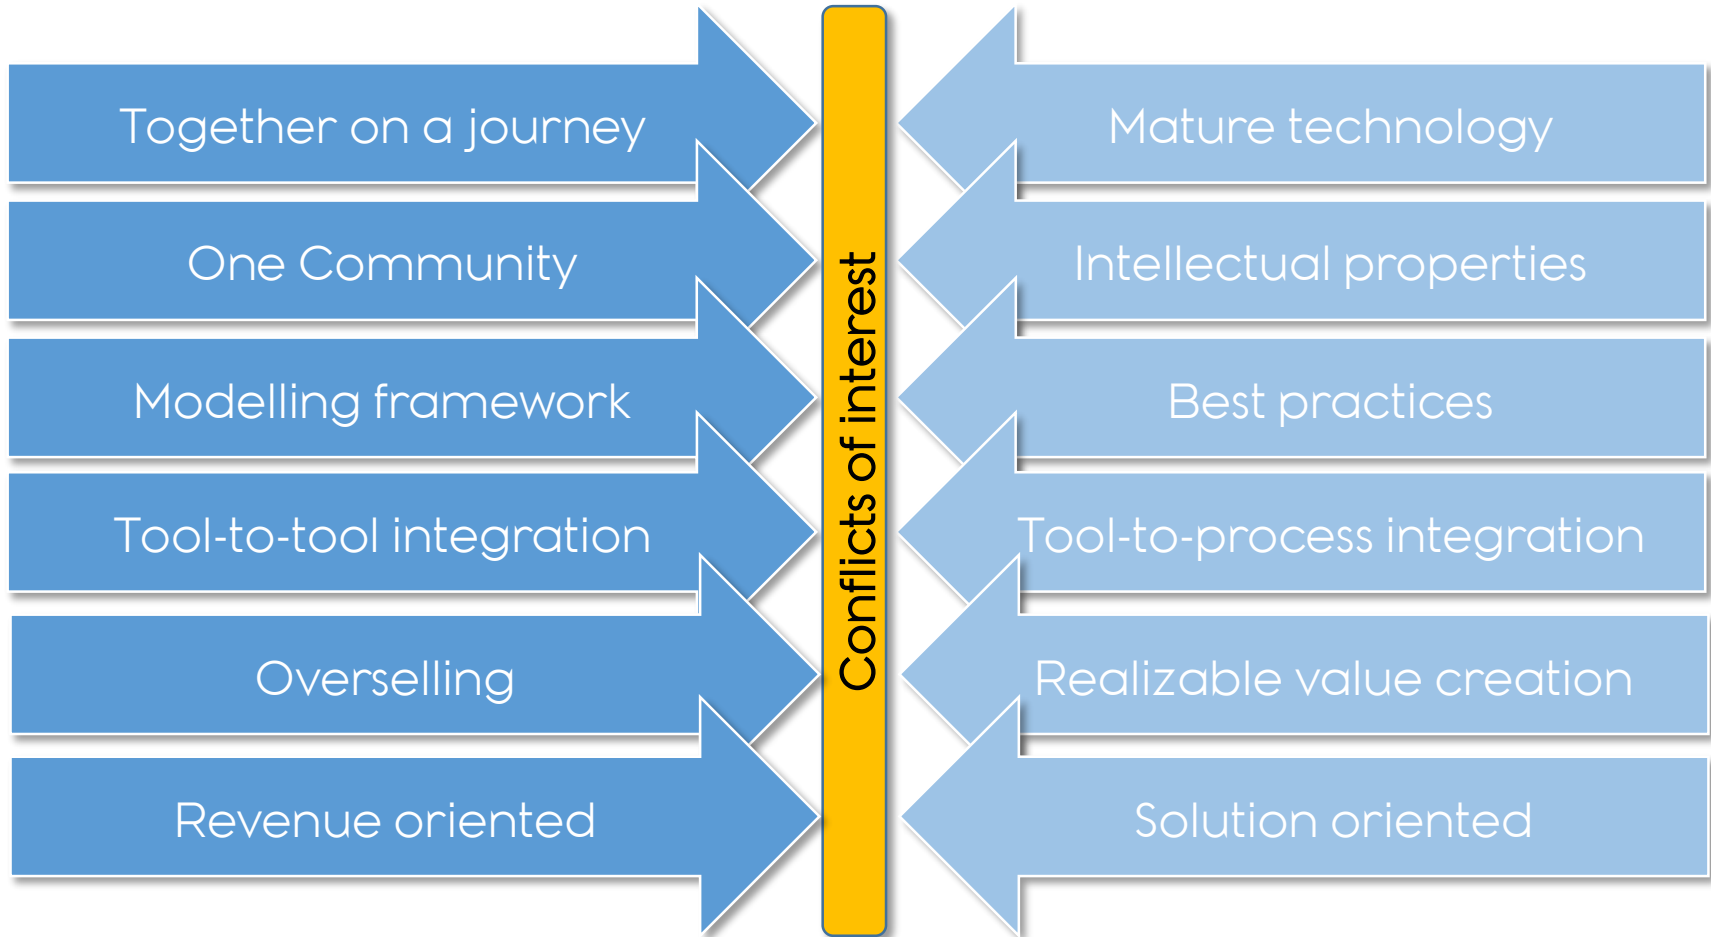 Together on a journey
Mature technology
One Community
Intellectual properties
Modelling framework
Best practices
Tool-to-tool integration
Tool-to-process integration
Overselling
Realizable value creation
Revenue oriented
Solution oriented
Conflicts of interest